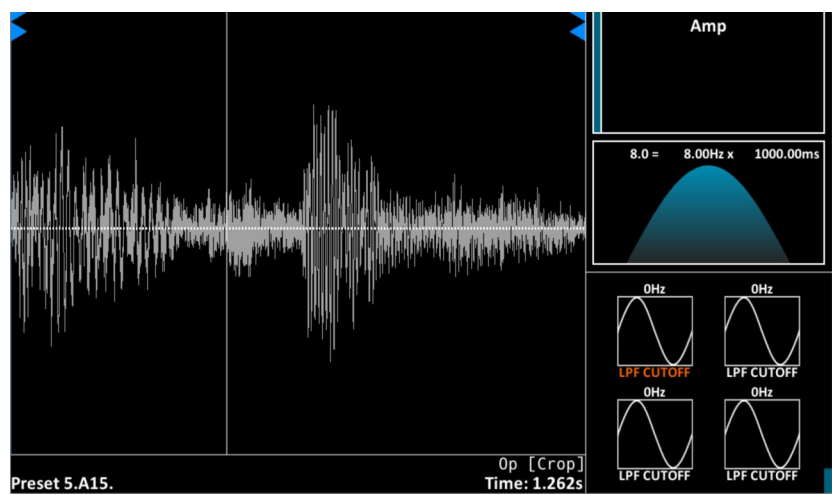 Amp
8.0 = 8.00Hz x 1000.00ms
0Hz 0Hz
LPF CUTOFF LPF CUTOFF
0Hz 0Hz
LPF CUTOFF LPF CUTOFF
Op [Crop]
Preset 5.A15. Time: 1.262s